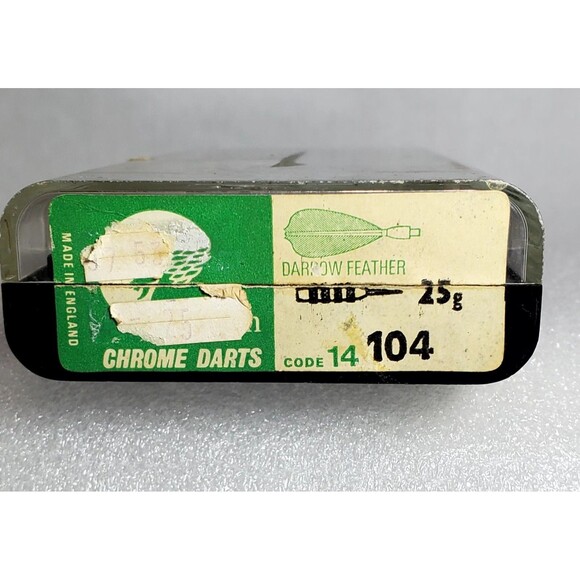 MADE IN ENGLAND
CHROME DARTS
DARROW FEATHER
25g
CODE 14 104